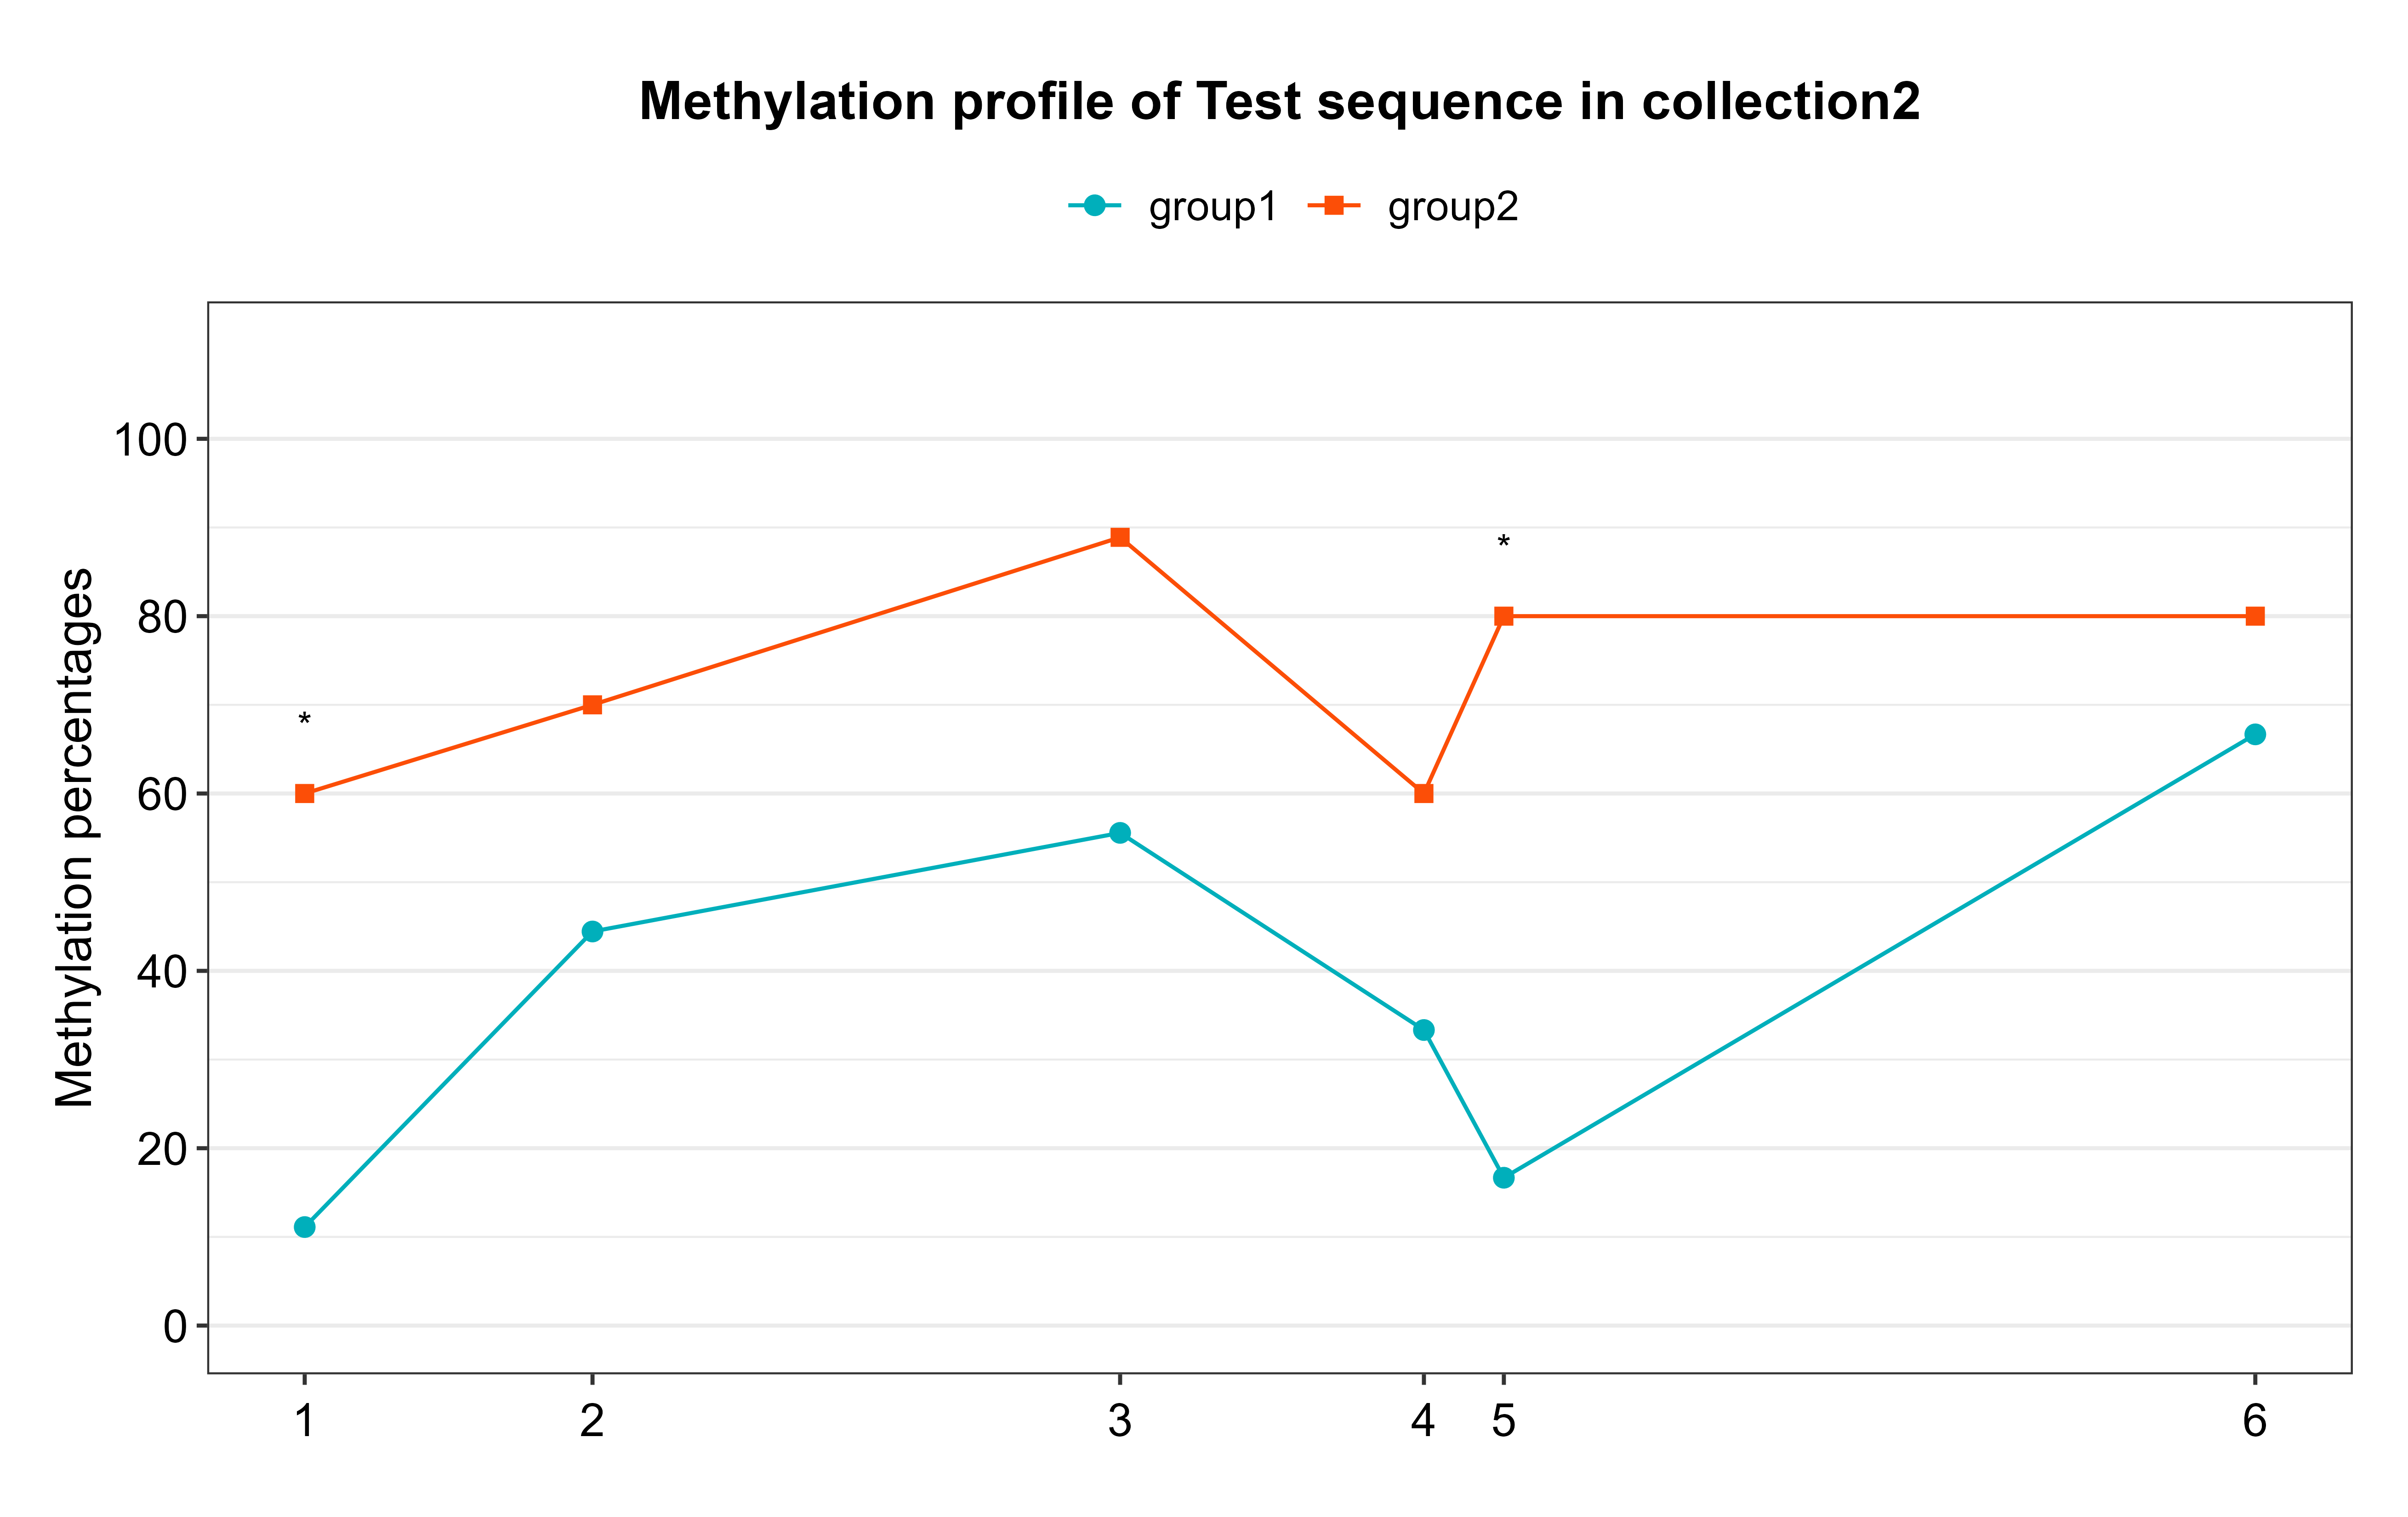 Methylation profile of Test sequence in collection2
group1 group2
Methylation percentages
100
*
80
*
60
40
20
0
1 2 3 4 5 6